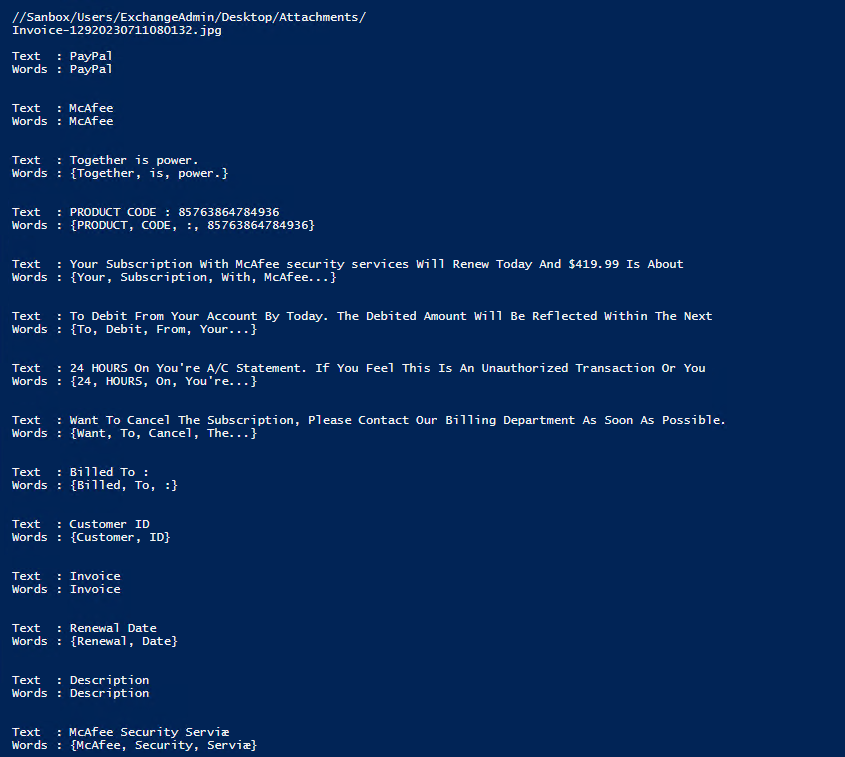 //Sanbox/Users/ExchangeAdmin/Desktop/Attachments/
Invoice-12920230711080132.jpg
Text  : PayPal
Words : PayPal
Text  : McAfee
Words : McAfee
Text  : Together is power.
Words : {Together, is, power.}
Text  : PRODUCT CODE : 85763864784936
Words : {PRODUCT, CODE, :, 85763864784936}
Text  : Your Subscription With McAfee security services Will Renew Today And $419.99 Is About
Words : {Your, Subscription, With, McAfee...}
Text  : To Debit From Your Account By Today. The Debited Amount Will Be Reflected Within The Next
Words : {To, Debit, From, Your...}
Text  : 24 HOURS On You're A/C Statement. If You Feel This Is An Unauthorized Transaction Or You
Words : {24, HOURS, On, You're...}
Text  : Want To Cancel The Subscription, Please Contact Our Billing Department As Soon As Possible.
Words : {Want, To, Cancel, The...}
Text  : Billed To :
Words : {Billed, To, :}
Text  : Customer ID
Words : {Customer, ID}
Text  : Invoice
Words : Invoice
Text  : Renewal Date
Words : {Renewal, Date}
Text  : Description
Words : Description
Text  : McAfee Security Serviæ
Words : {McAfee, Security, Serviæ}